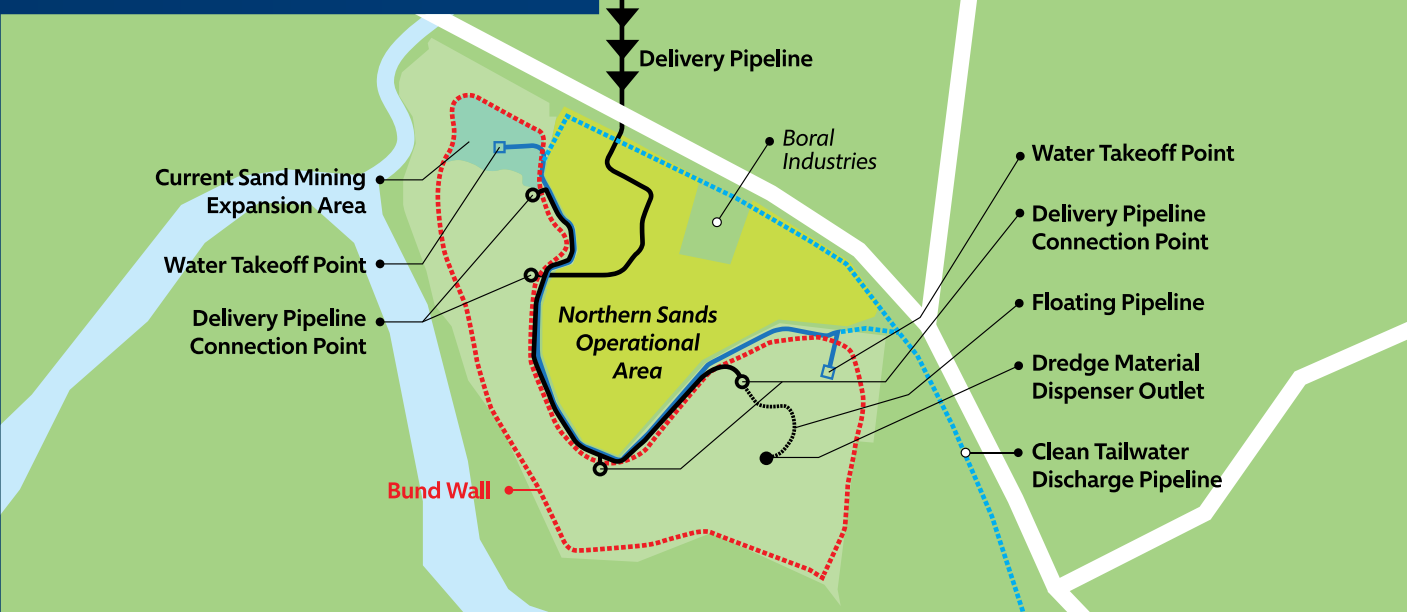 Delivery Pipeline
Boral
Industries
Current Sand Mining
Expansion Area
Water Takeoff Point
Delivery Pipeline
Connection Point
Northern Sands
Operational
Area
Bund Wall
Water Takeoff Point
Delivery Pipeline
Connection Point
Floating Pipeline
Dredge Material
Dispenser Outlet
Clean Tailwater
Discharge Pipeline